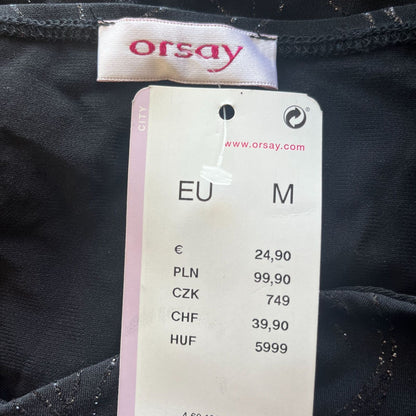 orsay
CITY
www.orsay.com
EU M
€ 24,90
PLN 99,90
CZK 749
CHF 39,90
HUF 5999